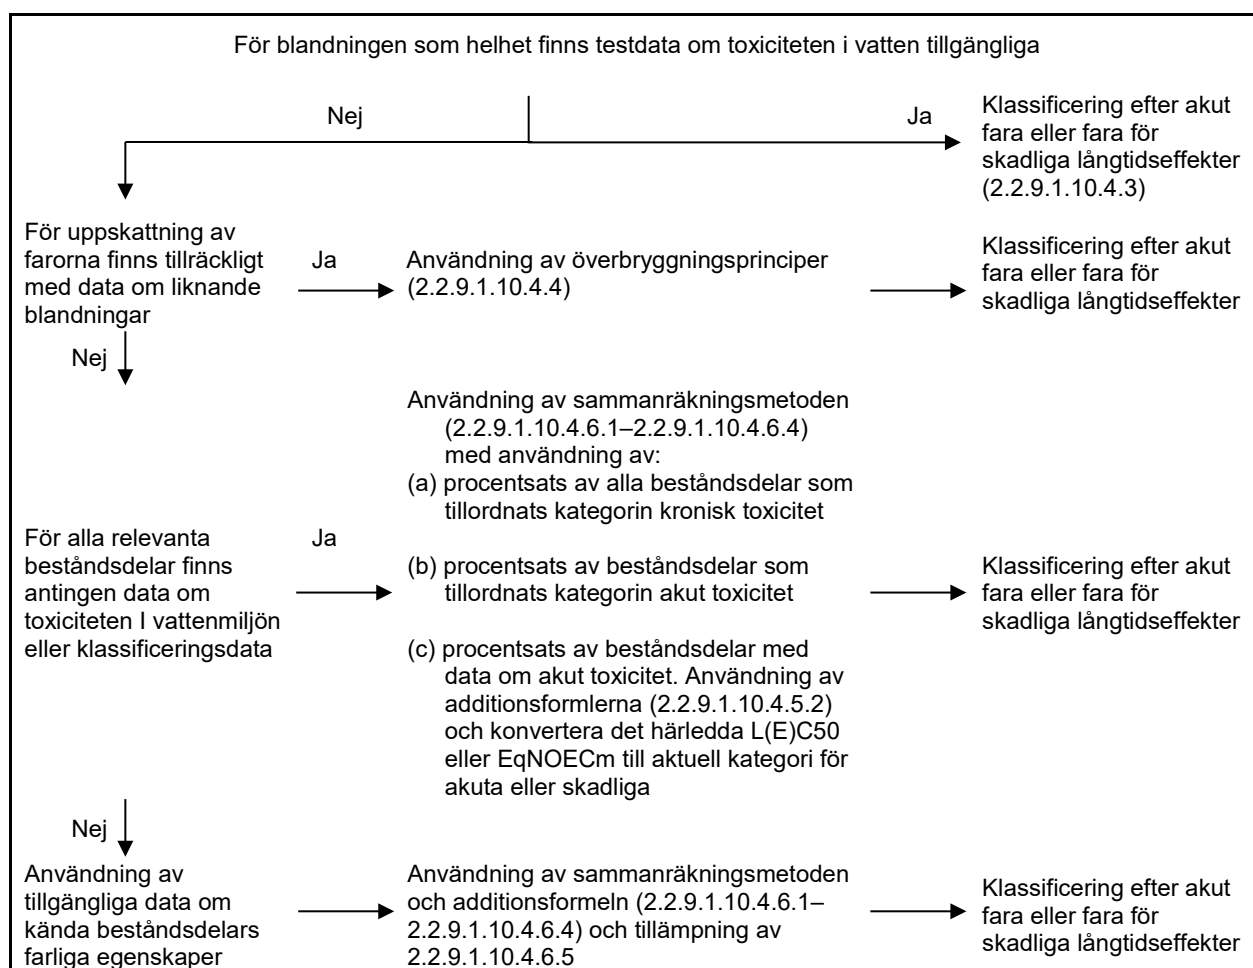 För blandningen som helhet finns testdata om toxiciteten i vatten tillgängliga
Nej
Ja
Klassificering efter akut
fara eller fara för
skadliga långtidseffekter
(2.2.9.1.10.4.3)
För uppskattning av
farorna finns tillräckligt
med data om liknande
blandningar
Ja
Användning av överbryggningsprinciper
(2.2.9.1.10.4.4)
Klassificering efter akut
fara eller fara för
skadliga långtidseffekter
Nej
Användning av sammanräkningsmetoden
(2.2.9.1.10.4.6.1–2.2.9.1.10.4.6.4)
med användning av:
(a) procentsats av alla beståndsdelar som
tillordnats kategorin kronisk toxicitet
För alla relevanta
beståndsdelar finns
antingen data om
toxiciteten I vattenmiljön
eller klassificeringsdata
Ja
(b) procentsats av beståndsdelar som
tillordnats kategorin akut toxicitet
(c) procentsats av beståndsdelar med
data om akut toxicitet. Användning av
additionsformlerna (2.2.9.1.10.4.5.2)
och konvertera det härledda L(E)C50
eller EqNOECm till aktuell kategori för
akuta eller skadliga
Klassificering efter akut
fara eller fara för
skadliga långtidseffekter
Nej
Användning av
tillgängliga data om
kända beståndsdelars
farliga egenskaper
Användning av sammanräkningsmetoden
och additionsformeln (2.2.9.1.10.4.6.1–
2.2.9.1.10.4.6.4) och tillämpning av
2.2.9.1.10.4.6.5
Klassificering efter akut
fara eller fara för
skadliga långtidseffekter